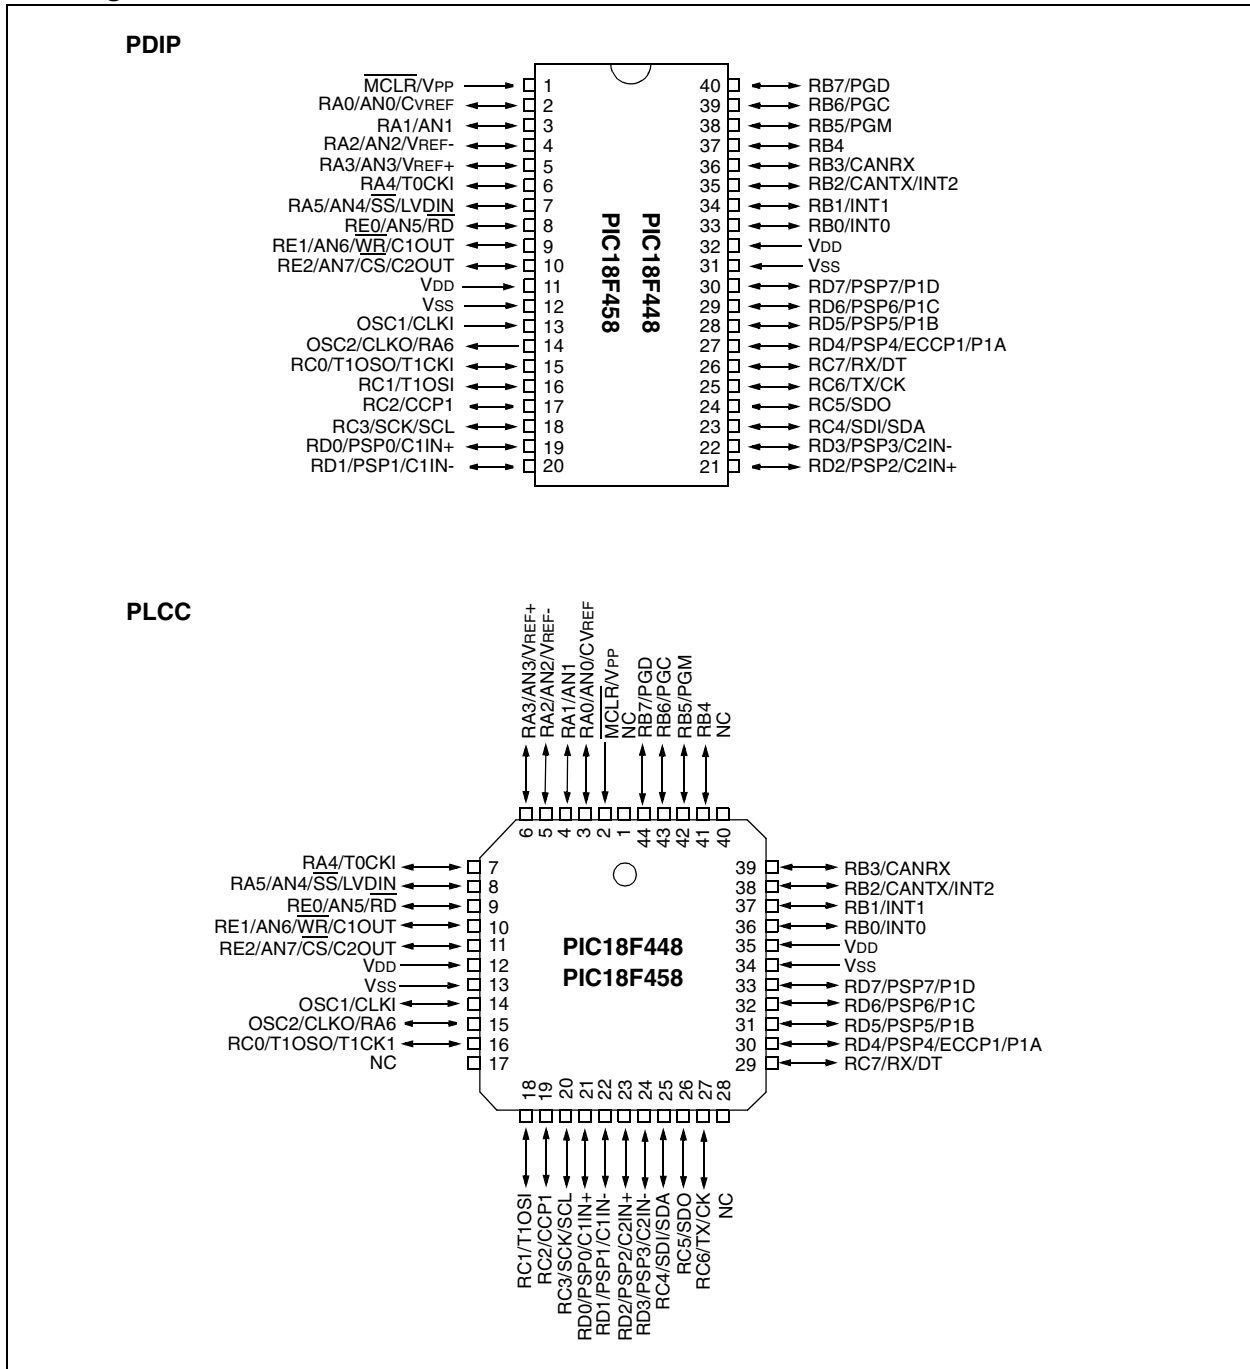 PDIP
MCLR/VPP 1
RA0/AN0/CVREF 2
RA1/AN1 3
RA2/AN2/VREF- 4
RA3/AN3/VREF+ 5
RA4/T0CKI 6
RA5/AN4/SS/LVDIN 7
RE0/AN5/RD 8
RE1/AN6/WR/C1OUT 9
RE2/AN7/CS/C2OUT 10
VDD 11
VSS 12
OSC1/CLKI 13
OSC2/CLKO/RA6 14
RC0/T1OSO/T1CKI 15
RC1/T1OSI 16
RC2/CCP1 17
RC3/SCK/SCL 18
RD0/PSP0/C1IN+ 19
RD1/PSP1/C1IN- 20
PIC18F448
PIC18F458
40 RB7/PGD
39 RB6/PGC
38 RB5/PGM
37 RB4
36 RB3/CANRX
35 RB2/CANTX/INT2
34 RB1/INT1
33 RB0/INT0
32 VDD
31 VSS
30 RD7/PSP7/P1D
29 RD6/PSP6/P1C
28 RD5/PSP5/P1B
27 RD4/PSP4/ECCP1/P1A
26 RC7/RX/DT
25 RC6/TX/CK
24 RC5/SDO
23 RC4/SDI/SDA
22 RD3/PSP3/C2IN-
21 RD2/PSP2/C2IN+
PLCC
RA3/AN3/VREF+ 6
RA2/AN2/VREF- 5
RA1/AN1 4
RA0/AN0/CVREF 3
MCLR/VPP 2
NC 1
RB7/PGD 44
RB6/PGC 43
RB5/PGM 42
RB4 41
NC 40
RA4/T0CKI 7
RA5/AN4/SS/LVDIN 8
RE0/AN5/RD 9
RE1/AN6/WR/C1OUT 10
RE2/AN7/CS/C2OUT 11
VDD 12
VSS 13
OSC1/CLKI 14
OSC2/CLKO/RA6 15
RC0/T1OSO/T1CK1 16
NC 17
PIC18F448
PIC18F458
39 RB3/CANRX
38 RB2/CANTX/INT2
37 RB1/INT1
36 RB0/INT0
35 VDD
34 VSS
33 RD7/PSP7/P1D
32 RD6/PSP6/P1C
31 RD5/PSP5/P1B
30 RD4/PSP4/ECCP1/P1A
29 RC7/RX/DT
18 RC1/T1OSI
19 RC2/CCP1
20 RC3/SCK/SCL
21 RD0/PSP0/C1IN+
22 RD1/PSP1/C1IN-
23 RD2/PSP2/C2IN+
24 RD3/PSP3/C2IN-
25 RC4/SDI/SDA
26 RC5/SDO
27 RC6/TX/CK
28 NC